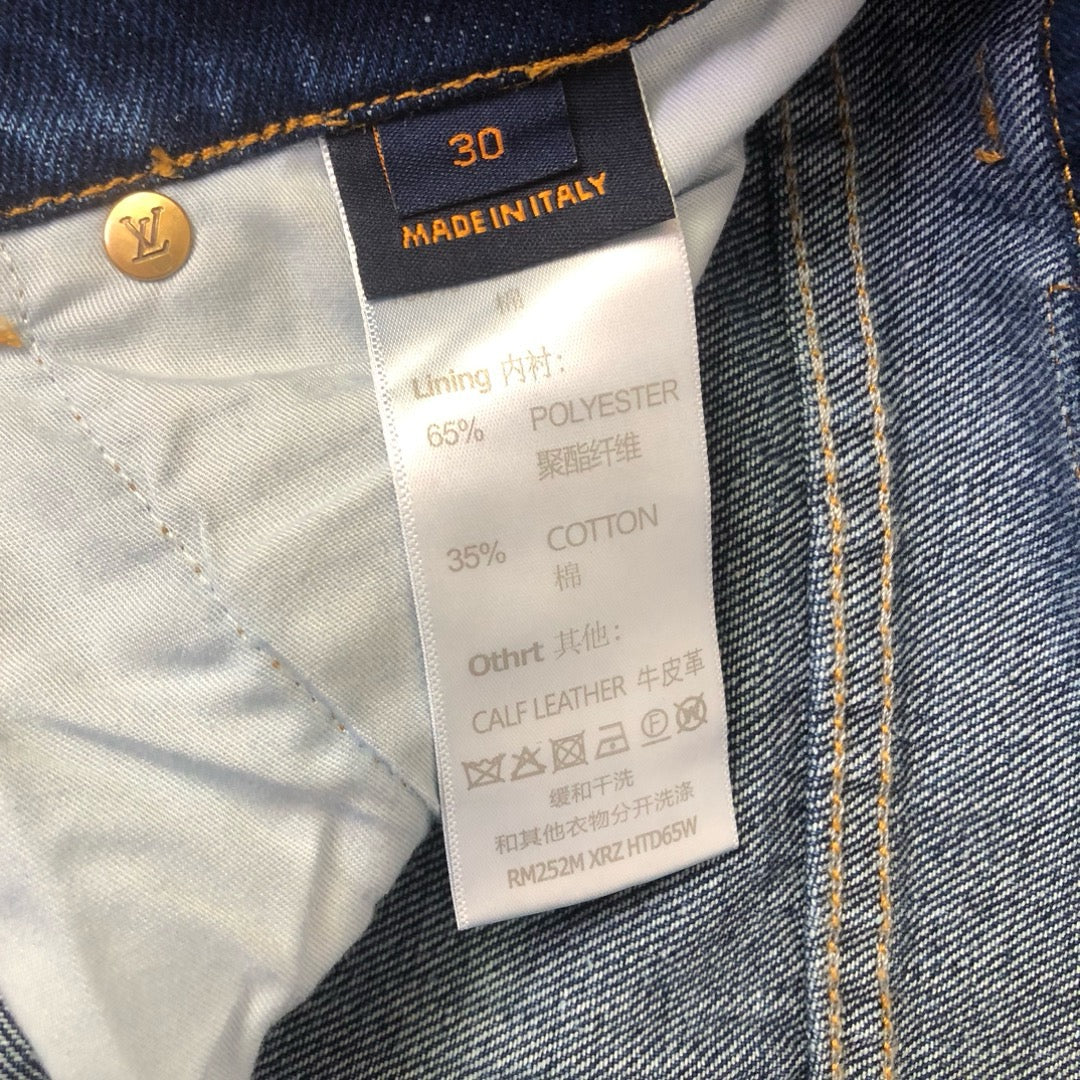 30
MADE IN ITALY
LV
棉
Lining 内衬:
65% POLYESTER
聚酯纤维
35% COTTON
棉
Othrt 其他:
CALF LEATHER 牛皮革
F W
缓和干洗
和其他衣物分开洗涤
RM252M XRZ HTD65W